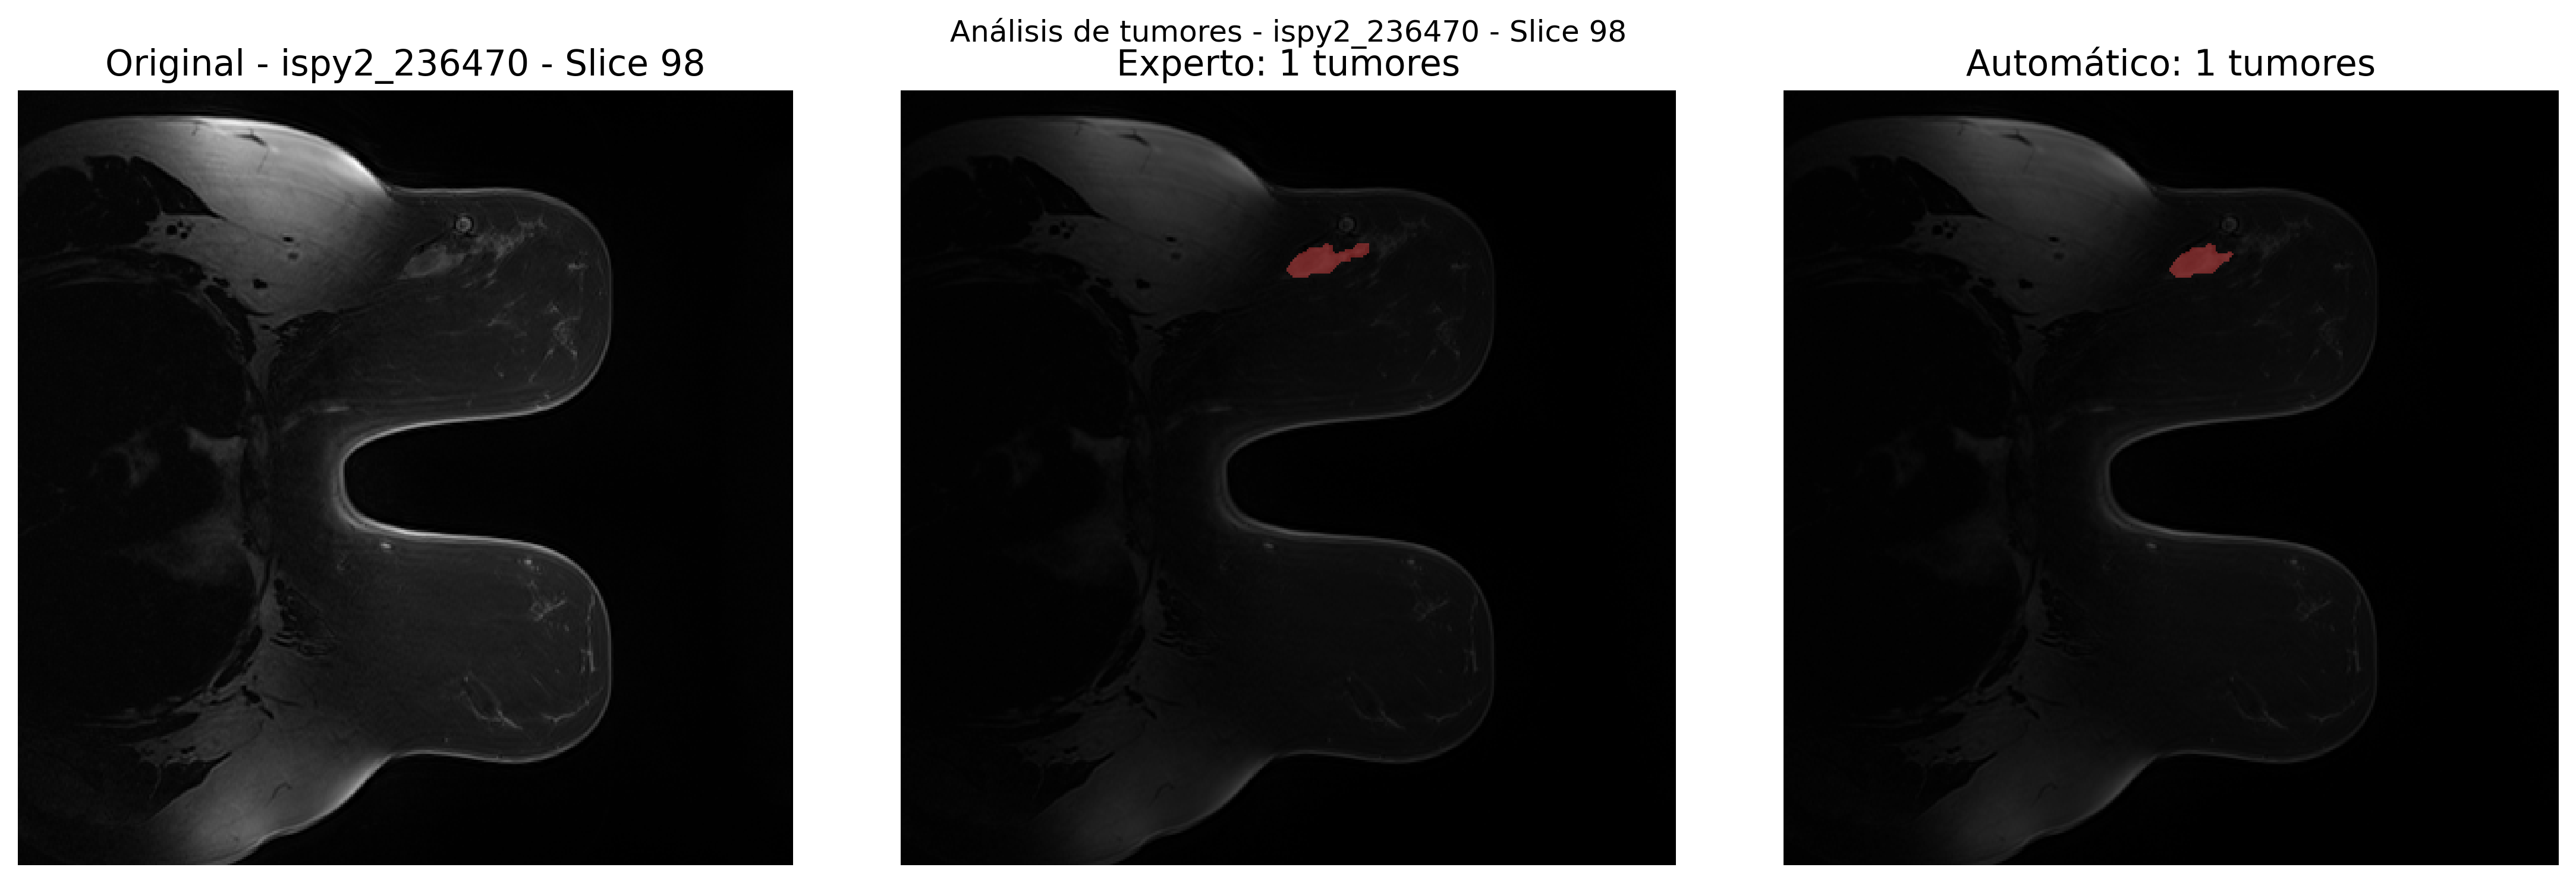 Análisis de tumores - ispy2_236470 - Slice 98
Original - ispy2_236470 - Slice 98
Experto: 1 tumores
Automático: 1 tumores